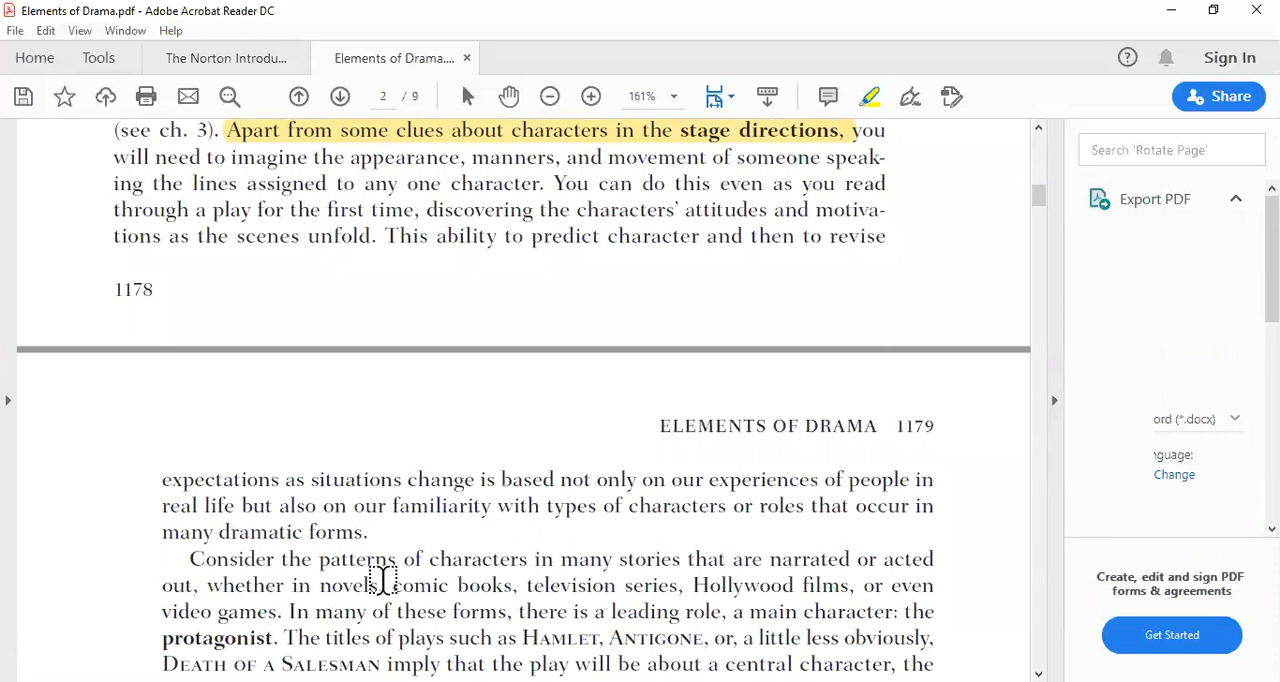 Elements of Drama.pdf - Adobe Acrobat Reader DC
File Edit View Window Help
Home Tools The Norton Introdu... Elements of Drama.... × Sign In
2 / 9 161% Share
(see ch. 3). Apart from some clues about characters in the stage directions, you
will need to imagine the appearance, manners, and movement of someone speak-
ing the lines assigned to any one character. You can do this even as you read
through a play for the first time, discovering the characters' attitudes and motiva-
tions as the scenes unfold. This ability to predict character and then to revise
1178
ELEMENTS OF DRAMA 1179
expectations as situations change is based not only on our experiences of people in
real life but also on our familiarity with types of characters or roles that occur in
many dramatic forms.
Consider the patterns of characters in many stories that are narrated or acted
out, whether in novels, comic books, television series, Hollywood films, or even
video games. In many of these forms, there is a leading role, a main character: the
protagonist. The titles of plays such as HAMLET, ANTIGONE, or, a little less obviously,
DEATH OF A SALESMAN imply that the play will be about a central character, the
Search 'Rotate Page'
Export PDF
ord (*.docx)
nguage:
Change
Create, edit and sign PDF
forms & agreements
Get Started